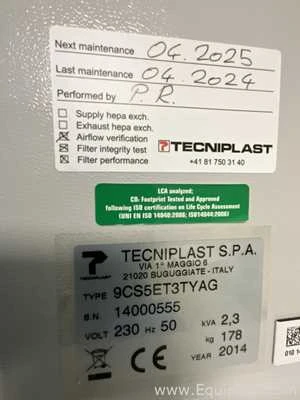 Next maintenance 04.2025
Last maintenance 04.2024
Performed by P.R.
Supply hepa exch.
Exhaust hepa exch.
Airflow verification
Filter integrity test
Filter performance
TECNIPLAST
+41 81 750 31 40
LCA analyzed;
CO₂ Footprint Tested and Approved
following ISO certification on Life Cycle Assessment
(UNI EN ISO 14040:2006; ISO14044:2006)
TECNIPLAST S.P.A.
VIA 1° MAGGIO 6
21020 BUGUGGIATE - ITALY
TYPE 9CS5ET3TYAG
S.N. 14000555
VOLT 230 Hz 50 kVA 2,3
kg 178
YEAR 2014